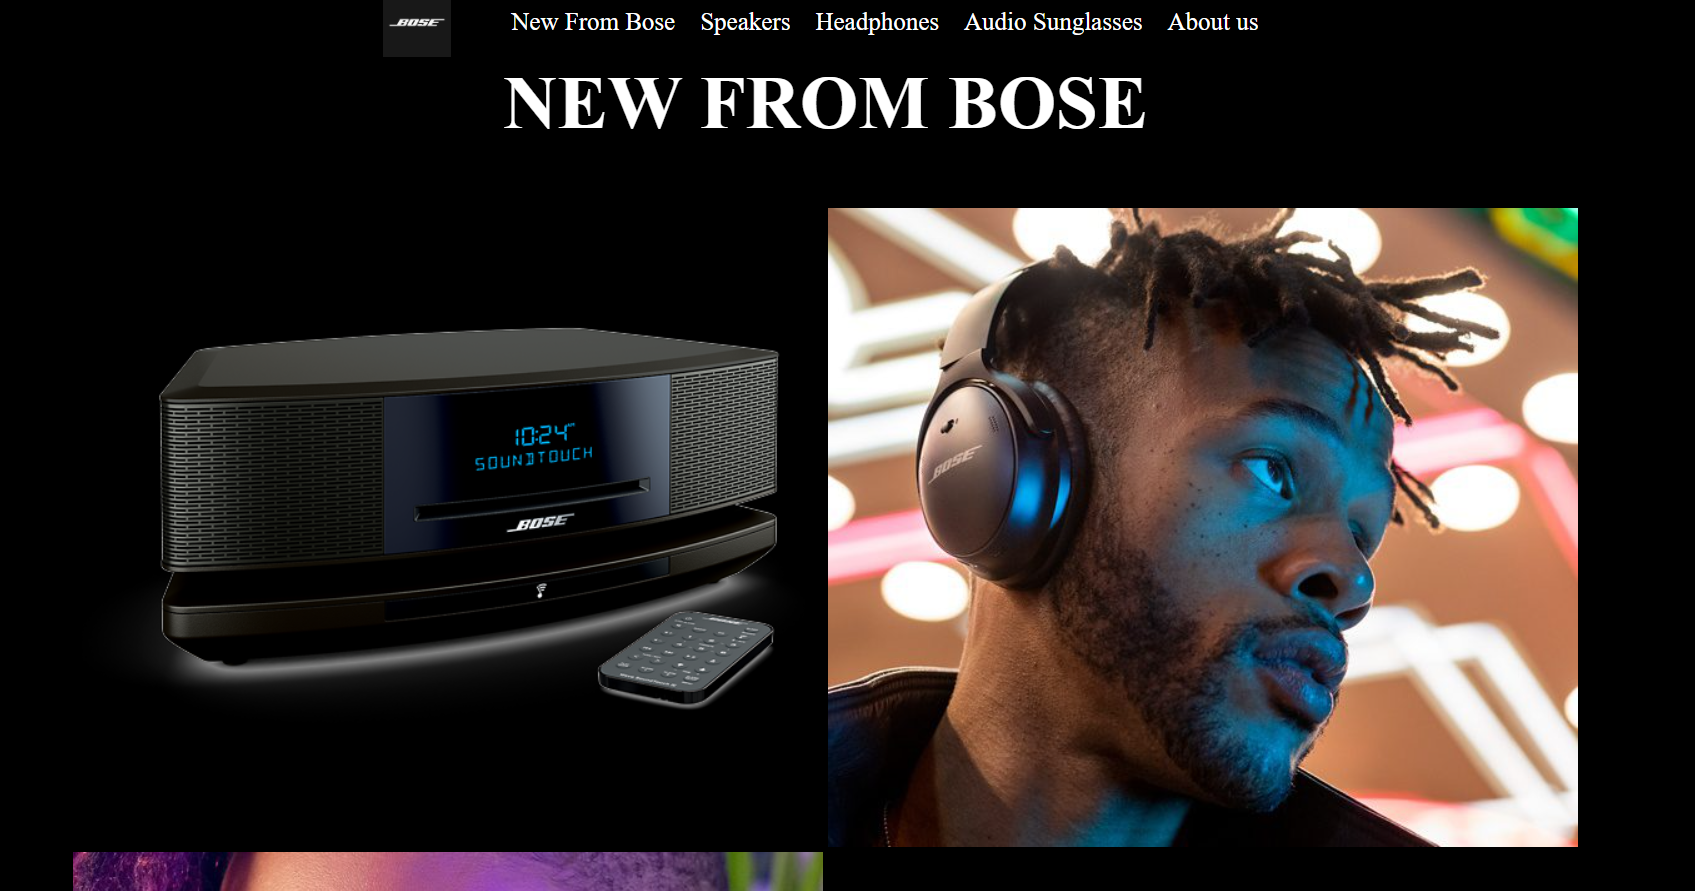 BOSE
New From Bose Speakers Headphones Audio Sunglasses About us
NEW FROM BOSE
10:24
SOUNDTOUCH
BOSE
BOSE